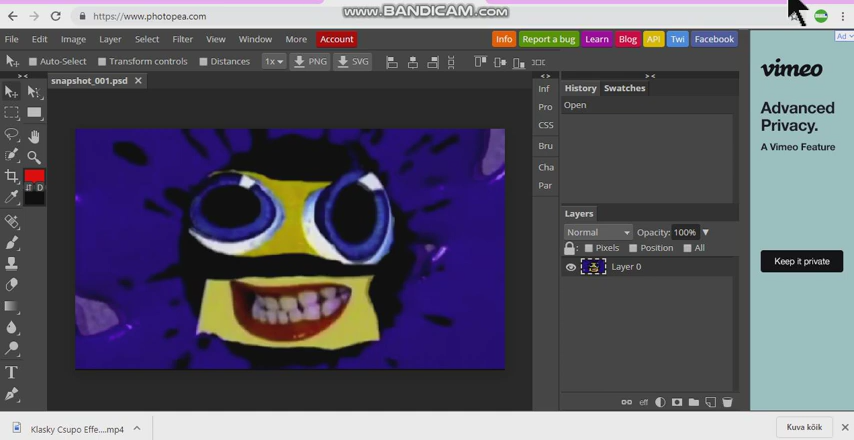 www.BANDICAM.com
https://www.photopea.com
File Edit Image Layer Select Filter View Window More Account Info Report a bug Learn Blog API Twi Facebook
Auto-Select Transform controls Distances 1x PNG SVG
snapshot_001.psd
Inf
Pro
CSS
Bru
Cha
Par
History Swatches
Open
Layers
Normal Opacity: 100%
: Pixels Position All
Layer 0
eff
D
T
Ad
vimeo
Advanced
Privacy.
A Vimeo Feature
Keep it private
Klasky Csupo Effe....mp4
Kuva kõik